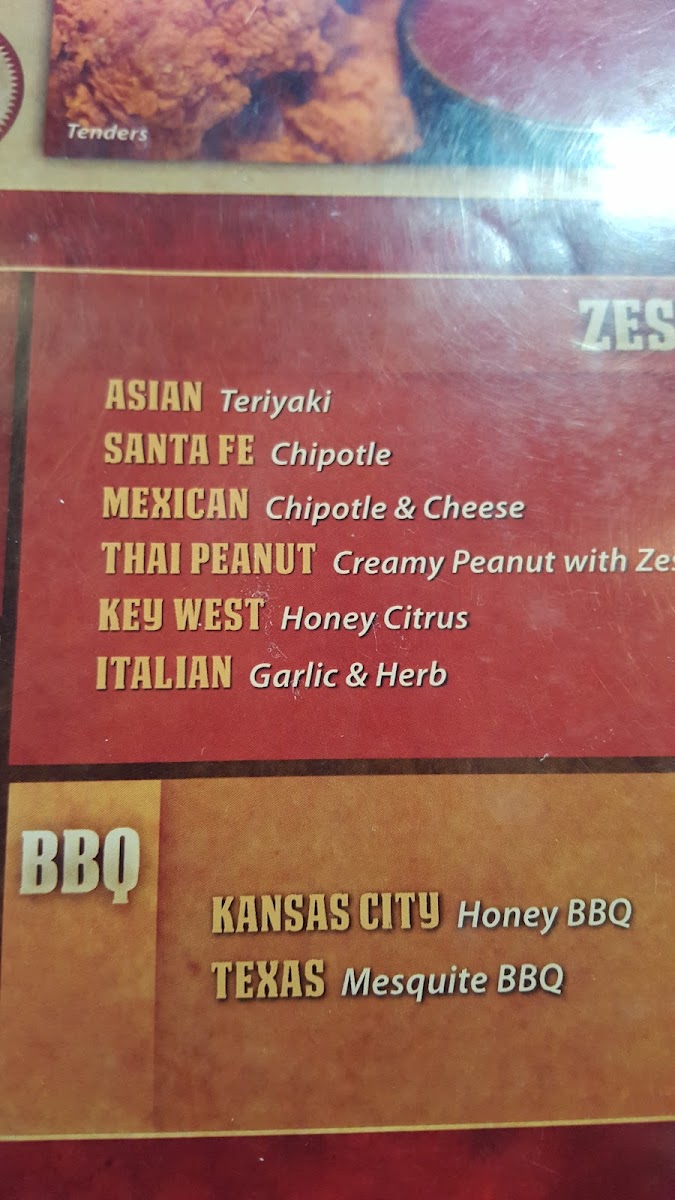 Tenders
ZES
ASIAN Teriyaki
SANTA FE Chipotle
MEXICAN Chipotle & Cheese
THAI PEANUT Creamy Peanut with Zes
KEY WEST Honey Citrus
ITALIAN Garlic & Herb
BBQ
KANSAS CITY Honey BBQ
TEXAS Mesquite BBQ